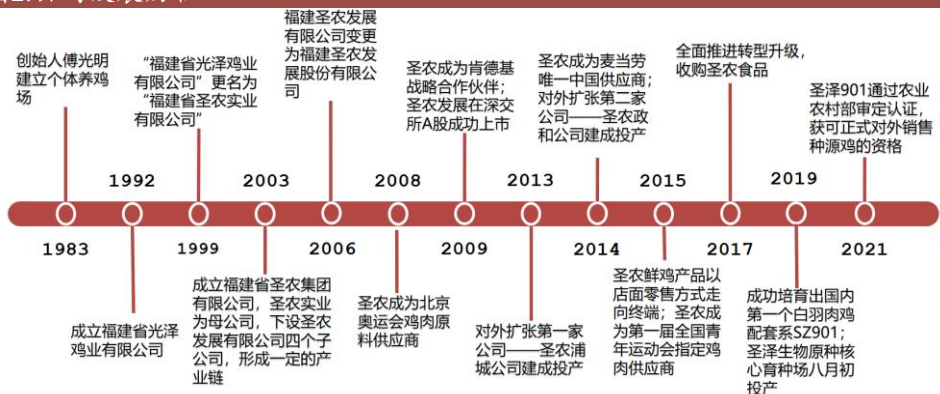 创始人傅光明
建立个体养鸡
场
“福建省光泽鸡业
有限公司”更名为
“福建省圣农实业
有限公司”
福建圣农发展
有限公司变更
为福建圣农发
展股份有限公
司
圣农成为肯德基
战略合作伙伴；
圣农发展在深交
所A股成功上市
圣农成为麦当劳
唯一中国供应商；
对外扩张第二家
公司——圣农政
和公司建成投产
全面推进转型升级，
收购圣农食品
圣泽901通过农业
农村部审定认证，
获可正式对外销售
种源鸡的资格
1992
2003
2008
2013
2015
2019
1983
1999
2006
2009
2014
2017
2021
成立福建省光泽
鸡业有限公司
成立福建省圣农集团
有限公司，圣农实业
为母公司，下设圣农
发展有限公司四个子
公司，形成一定的产
业链
圣农成为北京
奥运会鸡肉原
料供应商
对外扩张第一家
公司——圣农浦
城公司建成投产
圣农鲜鸡产品以
店面零售方式走
向终端；圣农成
为第一届全国青
年运动会指定鸡
肉供应商
成功培育出国内
第一个白羽肉鸡
配套系SZ901；
圣泽生物原种核
心育种场八月初
投产